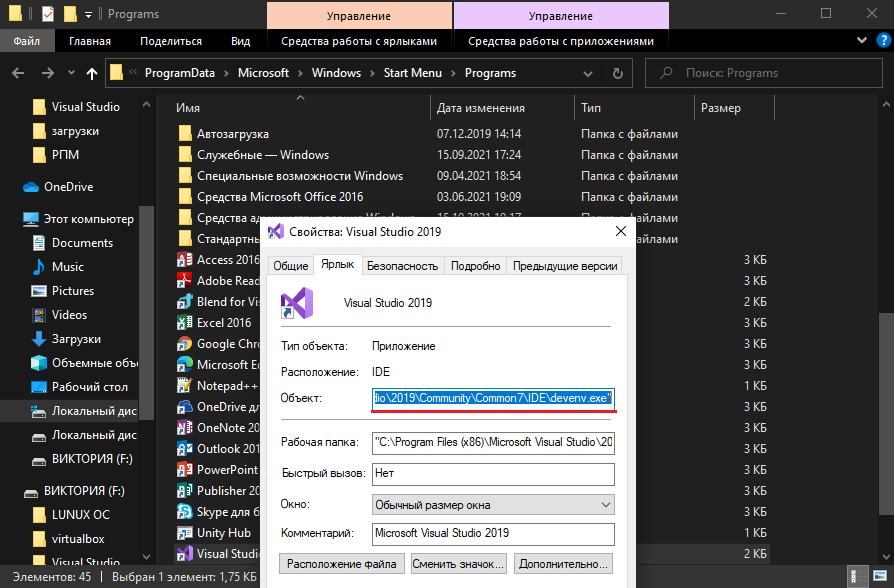 Programs
Управление
Управление
Файл
Главная
Поделиться
Вид
Средства работы с ярлыками
Средства работы с приложениями
« ProgramData › Microsoft › Windows › Start Menu › Programs
Поиск: Programs
Visual Studio
загрузки
РПМ
OneDrive
Этот компьютер
Documents
Music
Pictures
Videos
Загрузки
Объемные объ
Рабочий стол
Локальный дис
Локальный дис
ВИКТОРИЯ (F:)
ВИКТОРИЯ (F:)
LUNUX ОС
virtualbox
Visual Studio
Имя Дата изменения Тип Размер
Автозагрузка 07.12.2019 14:14 Папка с файлами
Служебные — Windows 15.09.2021 17:24 Папка с файлами
Специальные возможности Windows 09.04.2021 18:54 Папка с файлами
Средства Microsoft Office 2016 03.06.2021 19:09 Папка с файлами
Средства администрирования Windows Папка с файлами
Стандартны файлами
Access 2016 3 КБ
Adobe Read 3 КБ
Blend for Vis 2 КБ
Excel 2016 3 КБ
Google Chro 3 КБ
Microsoft E 3 КБ
Notepad++ 1 КБ
OneDrive дл 3 КБ
OneNote 20 3 КБ
Outlook 201 3 КБ
PowerPoint 3 КБ
Publisher 20 3 КБ
Skype для б 3 КБ
Unity Hub 1 КБ
Visual Studio 2 КБ
Свойства: Visual Studio 2019
Общие Ярлык Безопасность Подробно Предыдущие версии
Visual Studio 2019
Тип объекта: Приложение
Расположение: IDE
Объект: io\2019\Community\Common7\IDE\devenv.exe"
Рабочая папка: "C:\Program Files (x86)\Microsoft Visual Studio\20
Быстрый вызов: Нет
Окно: Обычный размер окна
Комментарий: Microsoft Visual Studio 2019
Расположение файла Сменить значок... Дополнительно...
Элементов: 45 Выбран 1 элемент: 1,75 КБ